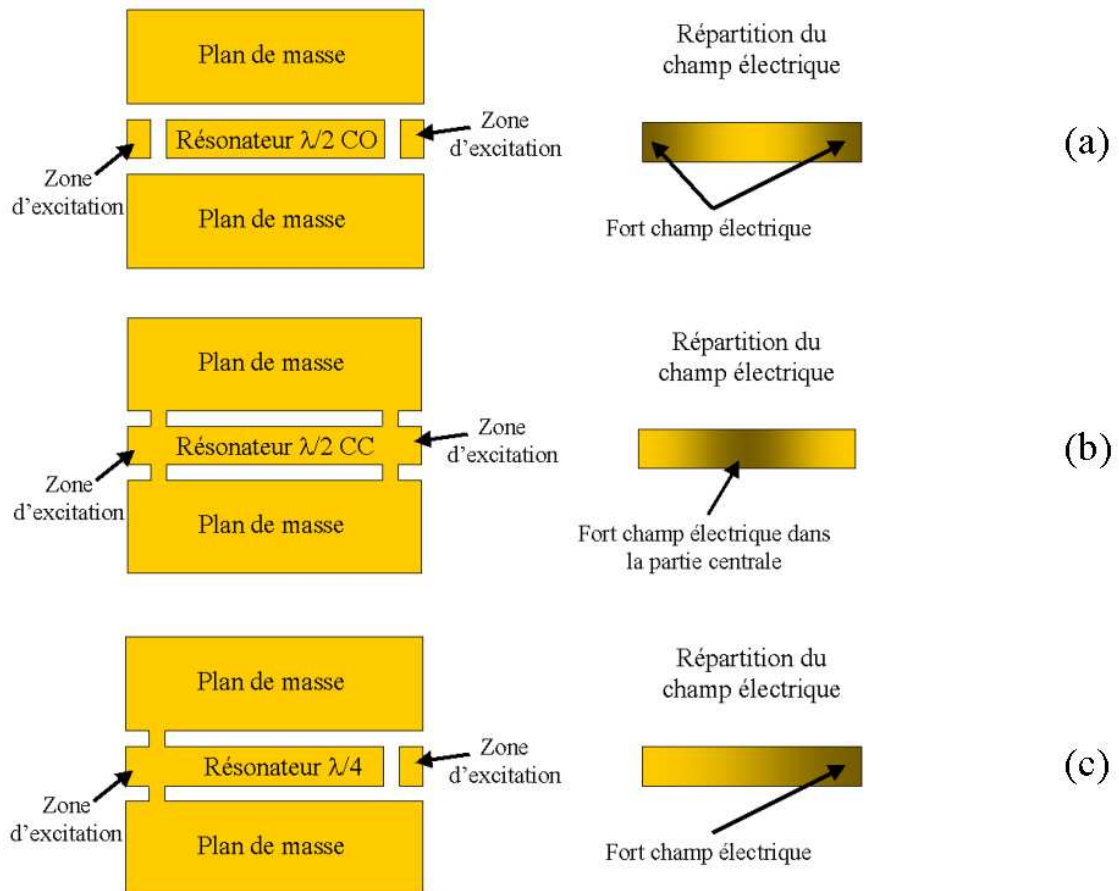 Plan de masse
Répartition du
champ électrique
Zone
d'excitation
Résonateur λ/2 CO
Zone
d'excitation
Plan de masse
Fort champ électrique
(a)
Plan de masse
Répartition du
champ électrique
Résonateur λ/2 CC
Zone
d'excitation
Zone
d'excitation
Plan de masse
Fort champ électrique dans
la partie centrale
(b)
Plan de masse
Répartition du
champ électrique
Résonateur λ/4
Zone
d'excitation
Zone
d'excitation
Plan de masse
Fort champ électrique
(c)